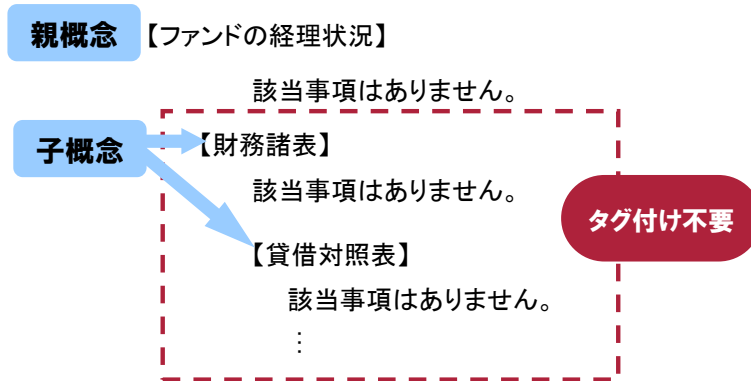 親概念 【ファンドの経理状況】
該当事項はありません。
子概念 【財務諸表】
該当事項はありません。
タグ付け不要
【貸借対照表】
該当事項はありません。
⋮